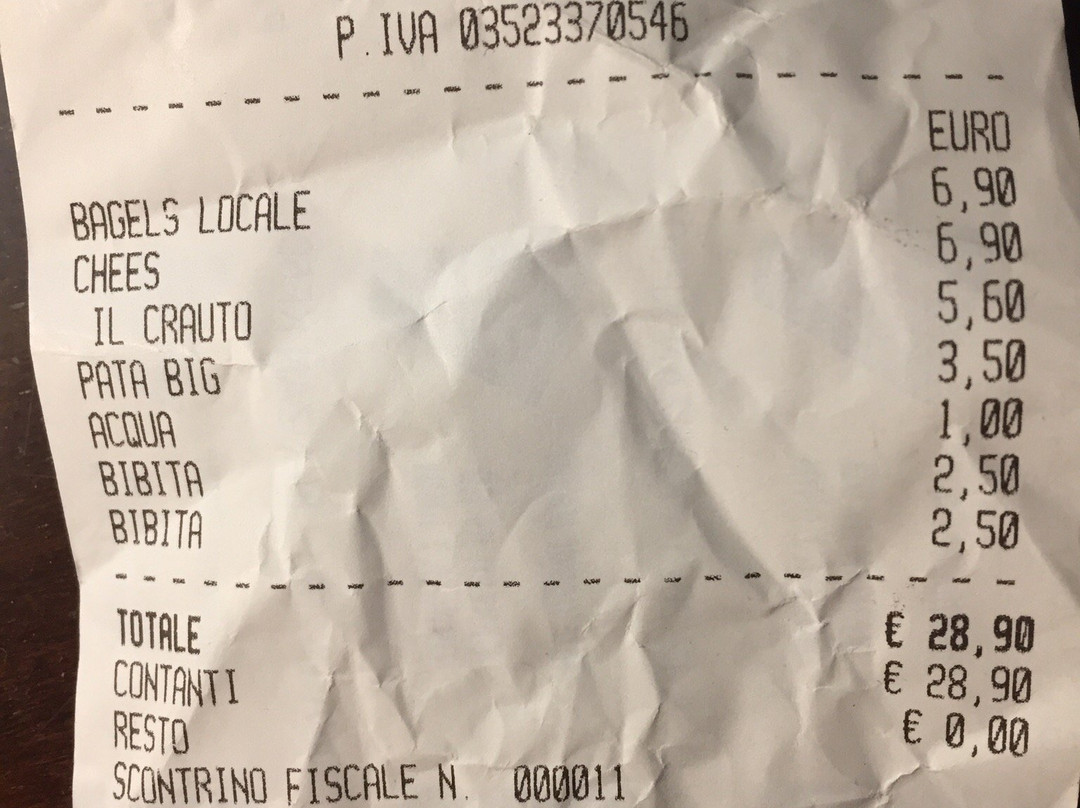 P.IVA 03523370546
EURO
BAGELS LOCALE 6,90
CHEES 6,90
IL CRAUTO 5,60
PATA BIG 3,50
ACQUA 1,00
BIBITA 2,50
BIBITA 2,50
TOTALE € 28,90
CONTANTI € 28,90
RESTO € 0,00
SCONTRINO FISCALE N. 000011